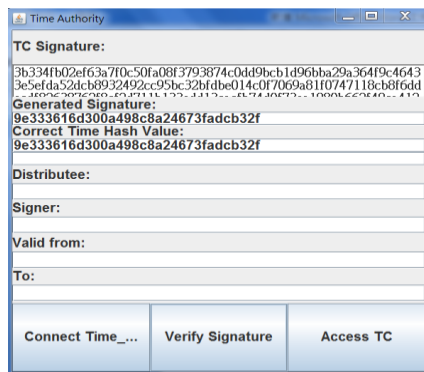 Time Authority
TC Signature:
3b334fb02ef63a7f0c50fa08f3793874c0dd9bcb1d96bba29a364f9c4643
3e5efda52dcb8932492cc95bc32bfdbe014c0f7069a81f0747118cb8f6dd
Generated Signature:
9e333616d300a498c8a24673fadcb32f
Correct Time Hash Value:
9e333616d300a498c8a24673fadcb32f
Distributee:
Signer:
Valid from:
To:
Connect Time_...
Verify Signature
Access TC